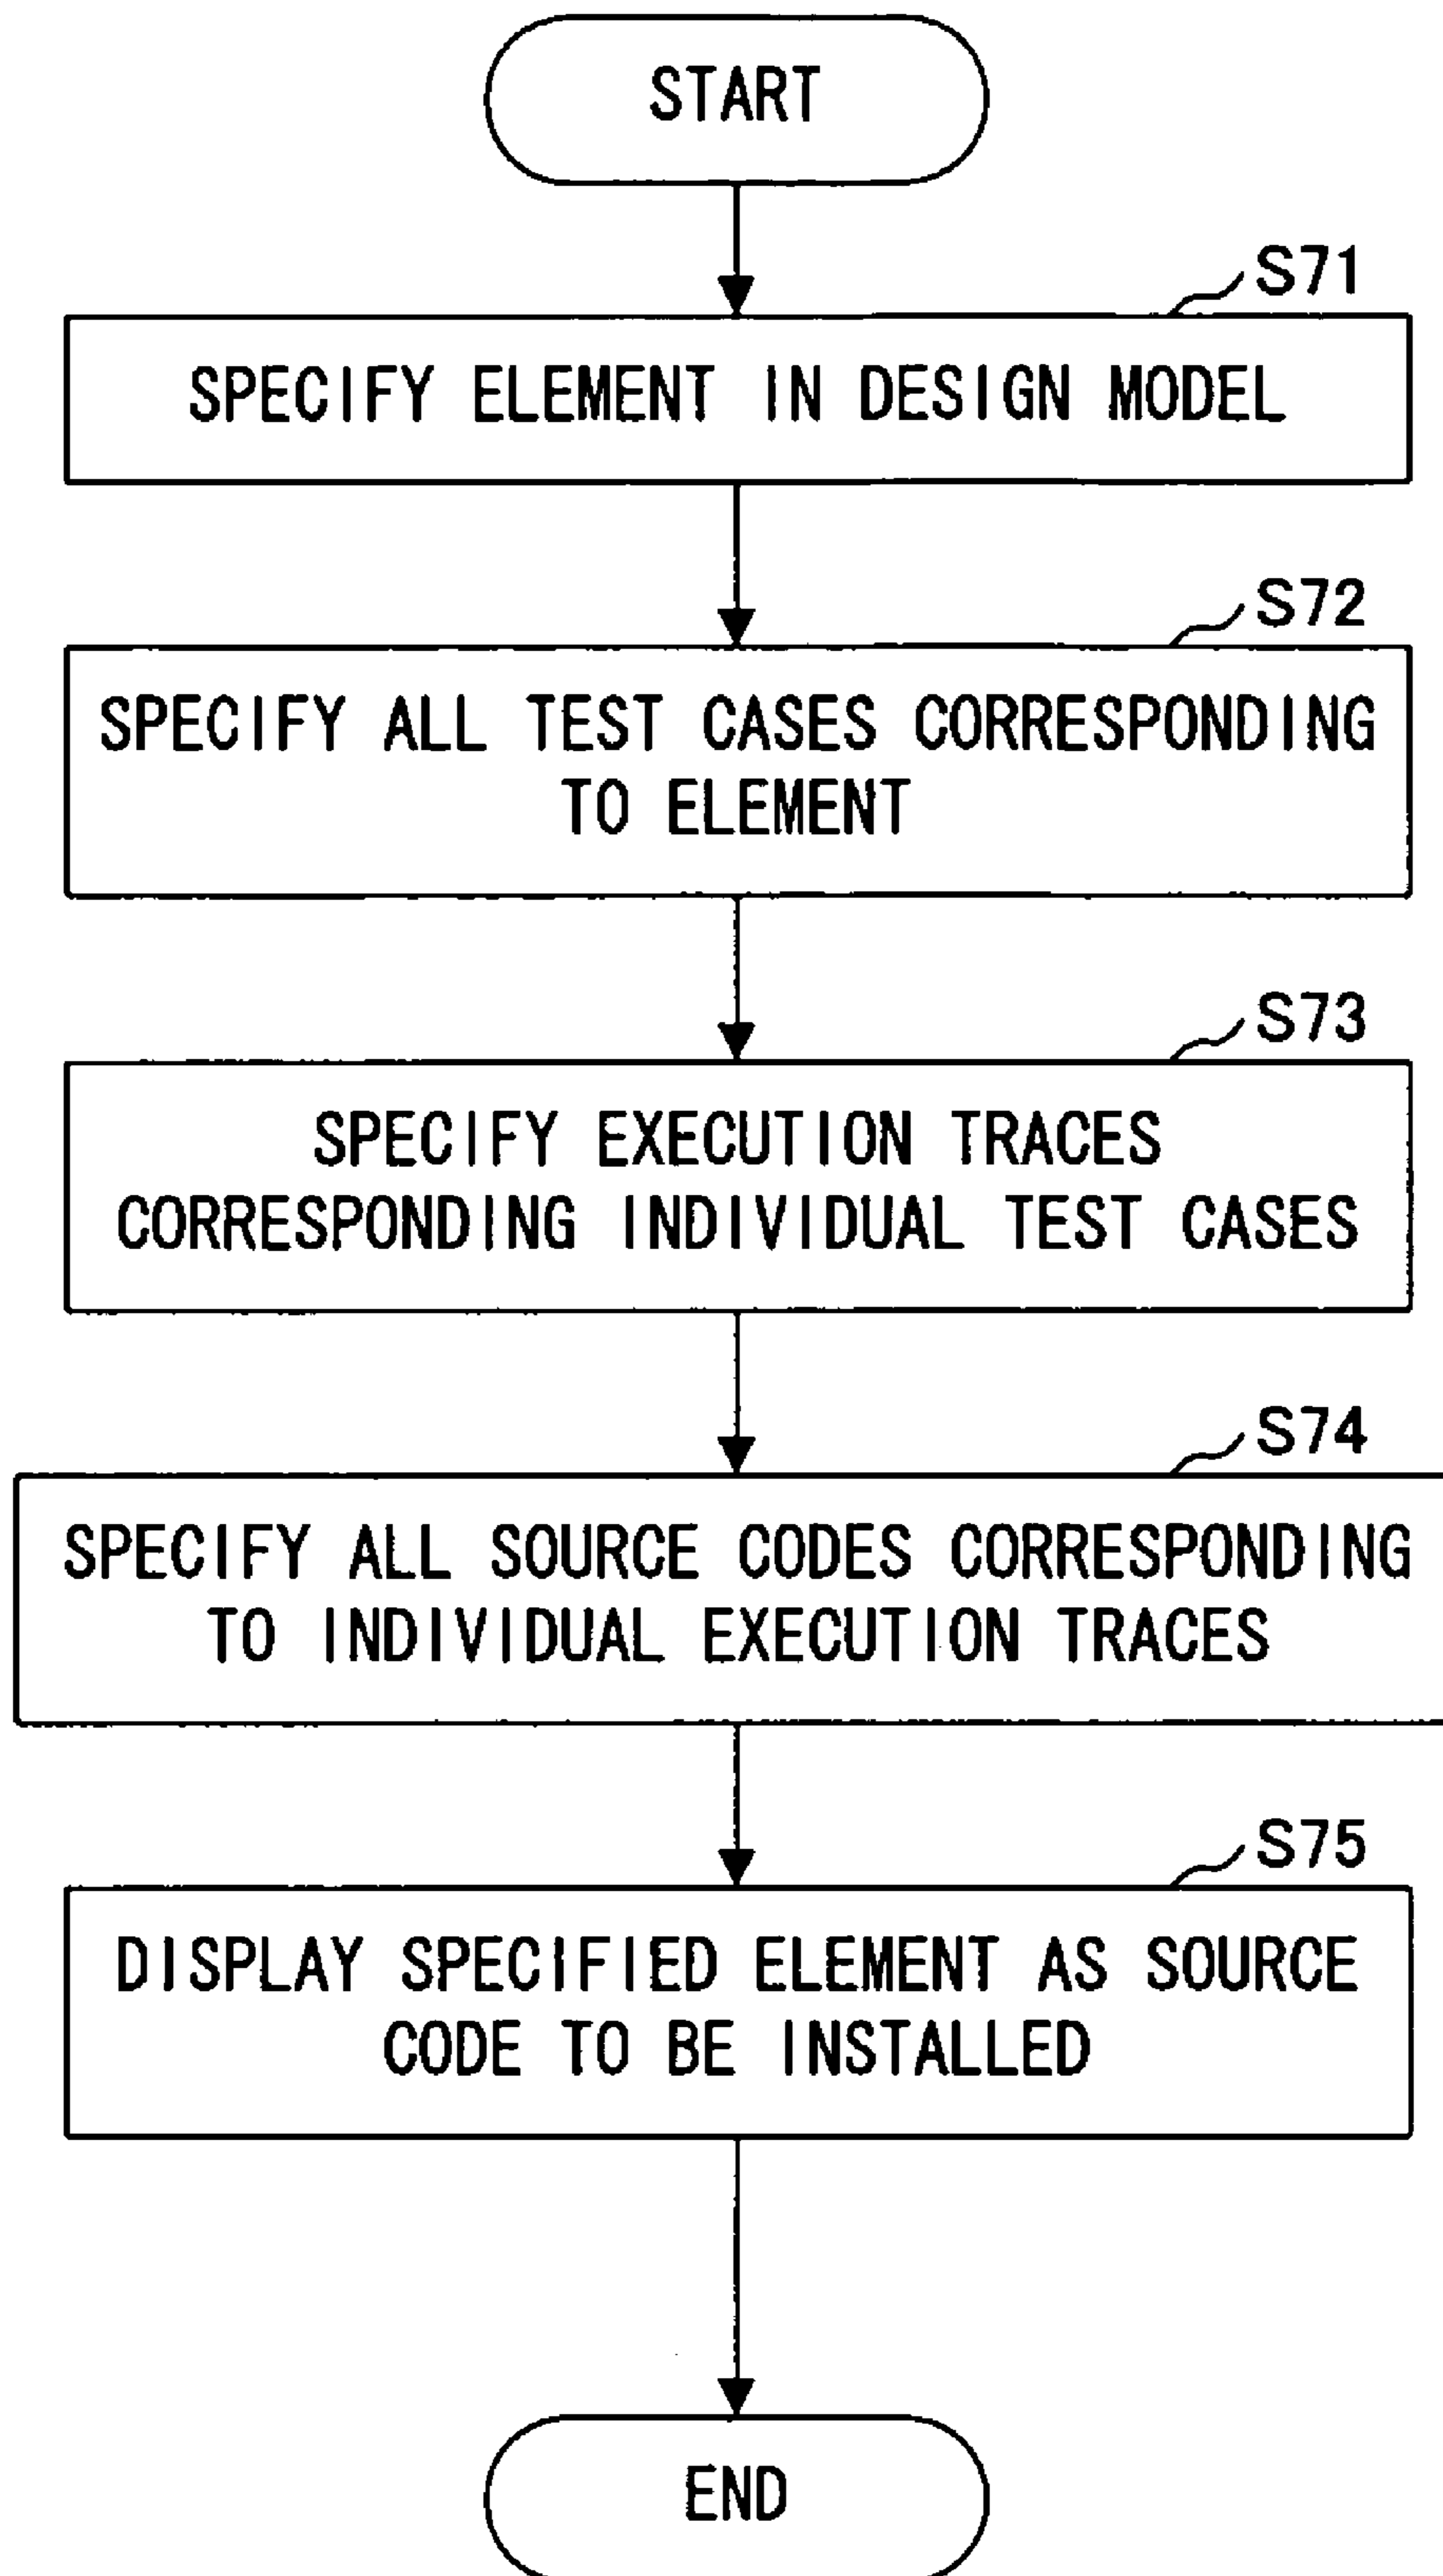 START
S71
SPECIFY ELEMENT IN DESIGN MODEL
S72
SPECIFY ALL TEST CASES CORRESPONDING
TO ELEMENT
S73
SPECIFY EXECUTION TRACES
CORRESPONDING INDIVIDUAL TEST CASES
S74
SPECIFY ALL SOURCE CODES CORRESPONDING
TO INDIVIDUAL EXECUTION TRACES
S75
DISPLAY SPECIFIED ELEMENT AS SOURCE
CODE TO BE INSTALLED
END